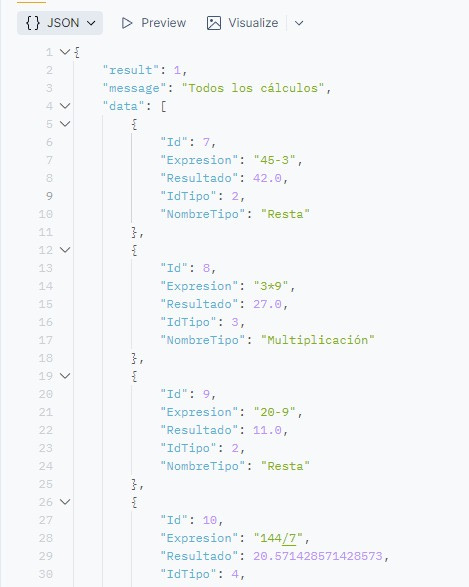 {} JSON Preview Visualize
1 {
2 "result": 1,
3 "message": "Todos los cálculos",
4 "data": [
5 {
6 "Id": 7,
7 "Expresion": "45-3",
8 "Resultado": 42.0,
9 "IdTipo": 2,
10 "NombreTipo": "Resta"
11 },
12 {
13 "Id": 8,
14 "Expresion": "3*9",
15 "Resultado": 27.0,
16 "IdTipo": 3,
17 "NombreTipo": "Multiplicación"
18 },
19 {
20 "Id": 9,
21 "Expresion": "20-9",
22 "Resultado": 11.0,
23 "IdTipo": 2,
24 "NombreTipo": "Resta"
25 },
26 {
27 "Id": 10,
28 "Expresion": "144/7",
29 "Resultado": 20.571428571428573,
30 "IdTipo": 4,